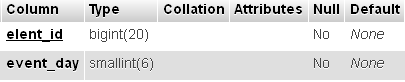 Column Type Collation Attributes Null Default
elent_id bigint(20) No None
event_day smallint(6) No None